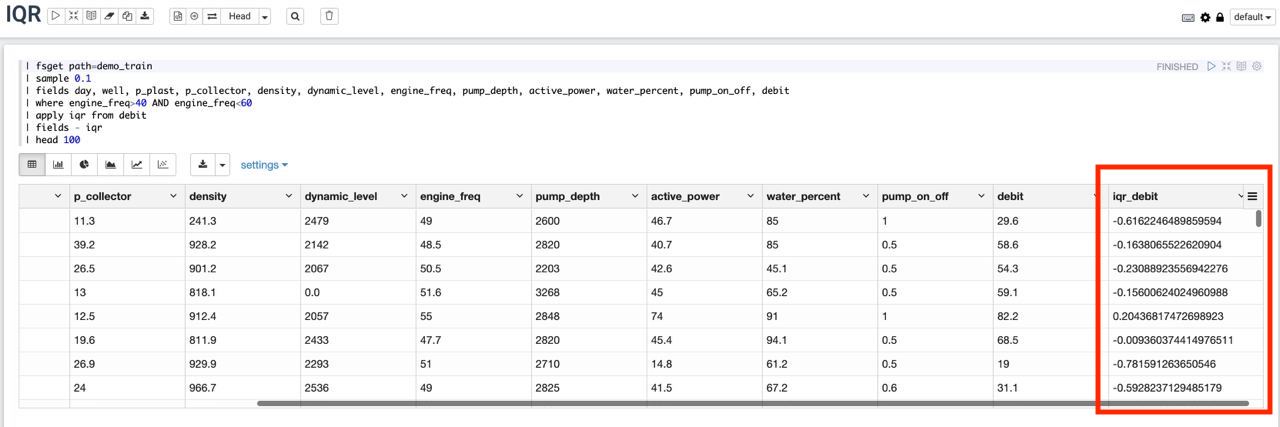 IQR
Head
default
| fsget path=demo_train
| sample 0.1
| fields day, well, p_plast, p_collector, density, dynamic_level, engine_freq, pump_depth, active_power, water_percent, pump_on_off, debit
| where engine_freq>40 AND engine_freq<60
| apply iqr from debit
| fields - iqr
| head 100
FINISHED
settings
p_collector density dynamic_level engine_freq pump_depth active_power water_percent pump_on_off debit iqr_debit
11.3 241.3 2479 49 2600 46.7 85 1 29.6 -0.6162246489859594
39.2 928.2 2142 48.5 2820 40.7 85 0.5 58.6 -0.1638065522620904
26.5 901.2 2067 50.5 2203 42.6 45.1 0.5 54.3 -0.23088923556942276
13 818.1 0.0 51.6 3268 45 65.2 0.5 59.1 -0.15600624024960988
12.5 912.4 2057 55 2848 74 91 1 82.2 0.20436817472698923
19.6 811.9 2433 47.7 2820 45.4 94.1 0.5 68.5 -0.009360374414976511
26.9 929.9 2293 51 2710 14.8 61.2 0.5 19 -0.781591263650546
24 966.7 2536 49 2825 41.5 67.2 0.6 31.1 -0.5928237129485179